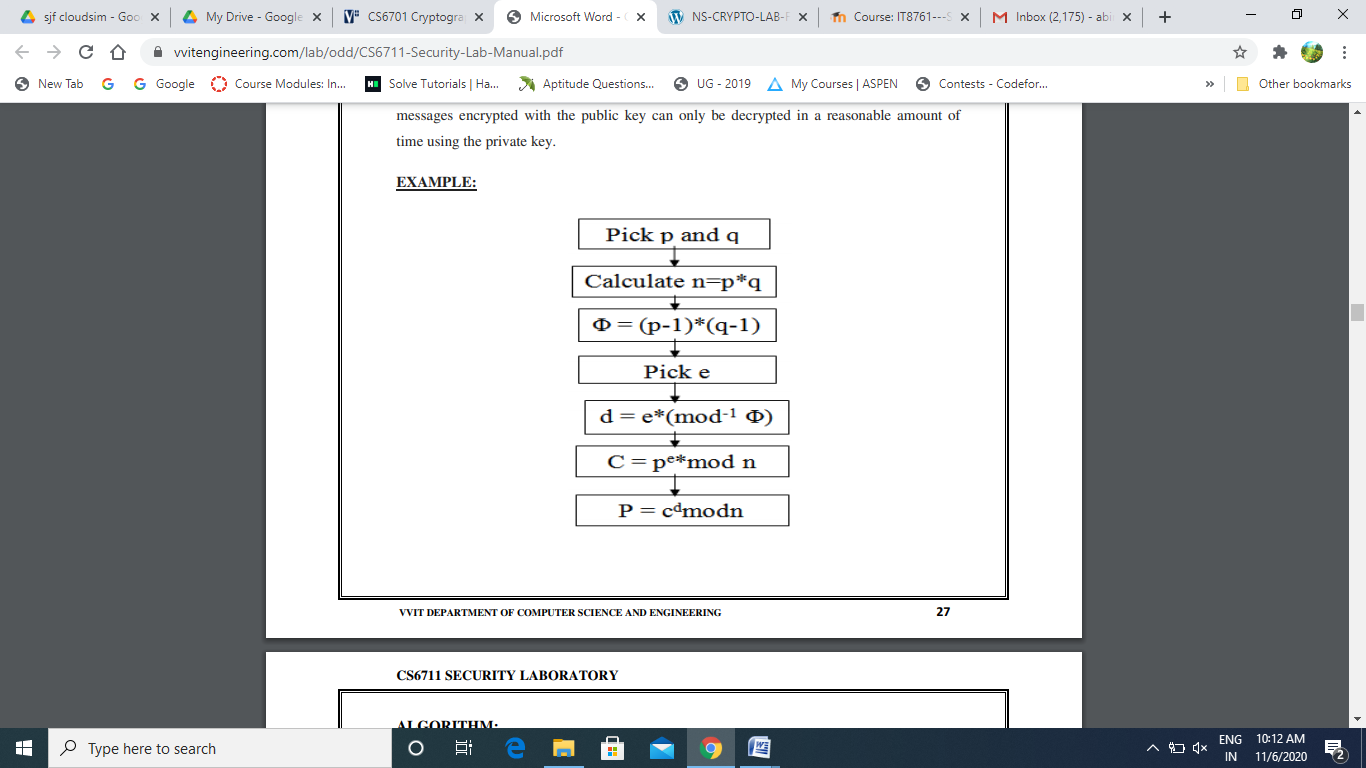 sjf cloudsim - Goo
My Drive - Google
CS6701 Cryptogra
Microsoft Word -
NS-CRYPTO-LAB-
Course: IT8761---S
Inbox (2,175) - abi
vvitengineering.com/lab/odd/CS6711-Security-Lab-Manual.pdf
New Tab
Google
Course Modules: In...
Solve Tutorials | Ha...
Aptitude Questions...
UG - 2019
My Courses | ASPEN
Contests - Codefor...
»
Other bookmarks
messages encrypted with the public key can only be decrypted in a reasonable amount of
time using the private key.
EXAMPLE:
Pick p and q
Calculate n=p*q
Φ = (p-1)*(q-1)
Pick e
d = e*(mod⁻¹ Φ)
C = pᵉ*mod n
P = cᵈmodn
VVIT DEPARTMENT OF COMPUTER SCIENCE AND ENGINEERING 27
CS6711 SECURITY LABORATORY
ALGORITHM:
Type here to search
ENG
IN
10:12 AM
11/6/2020
2